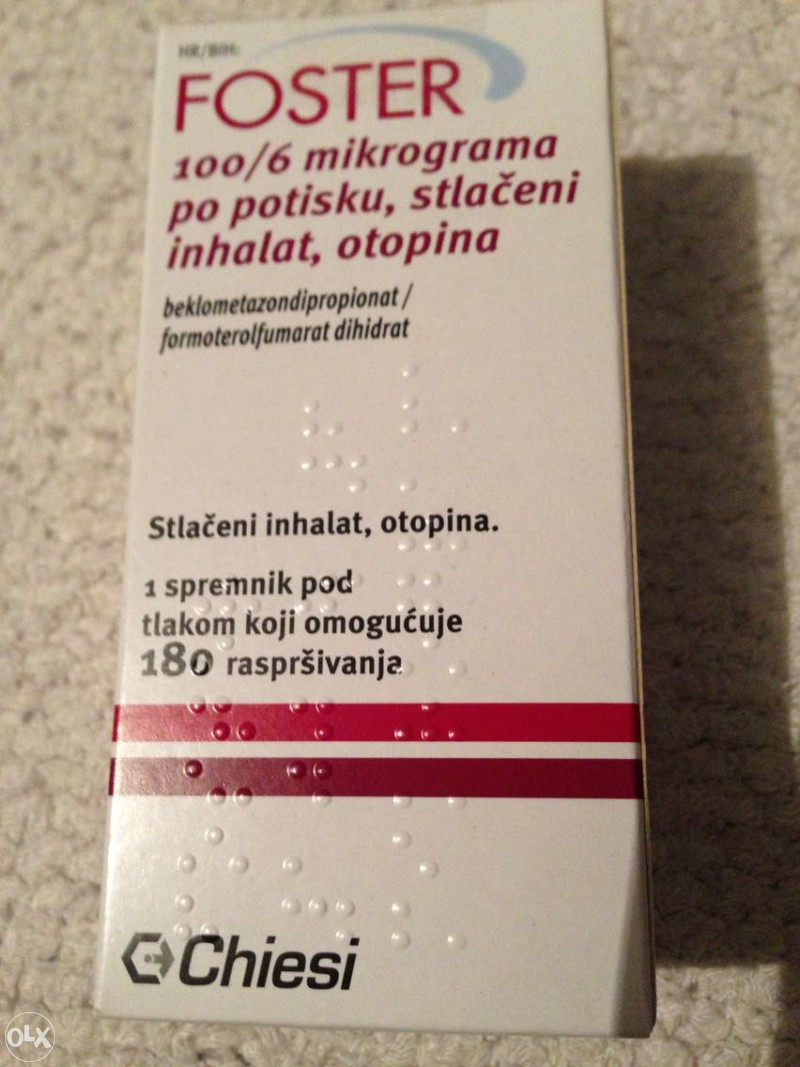 HR/BIH:
FOSTER
100/6 mikrograma
po potisku, stlačeni
inhalat, otopina
beklometazondipropionat /
formoterolfumarat dihidrat
Stlačeni inhalat, otopina.
1 spremnik pod
tlakom koji omogućuje
180 raspršivanja
Chiesi
OLX